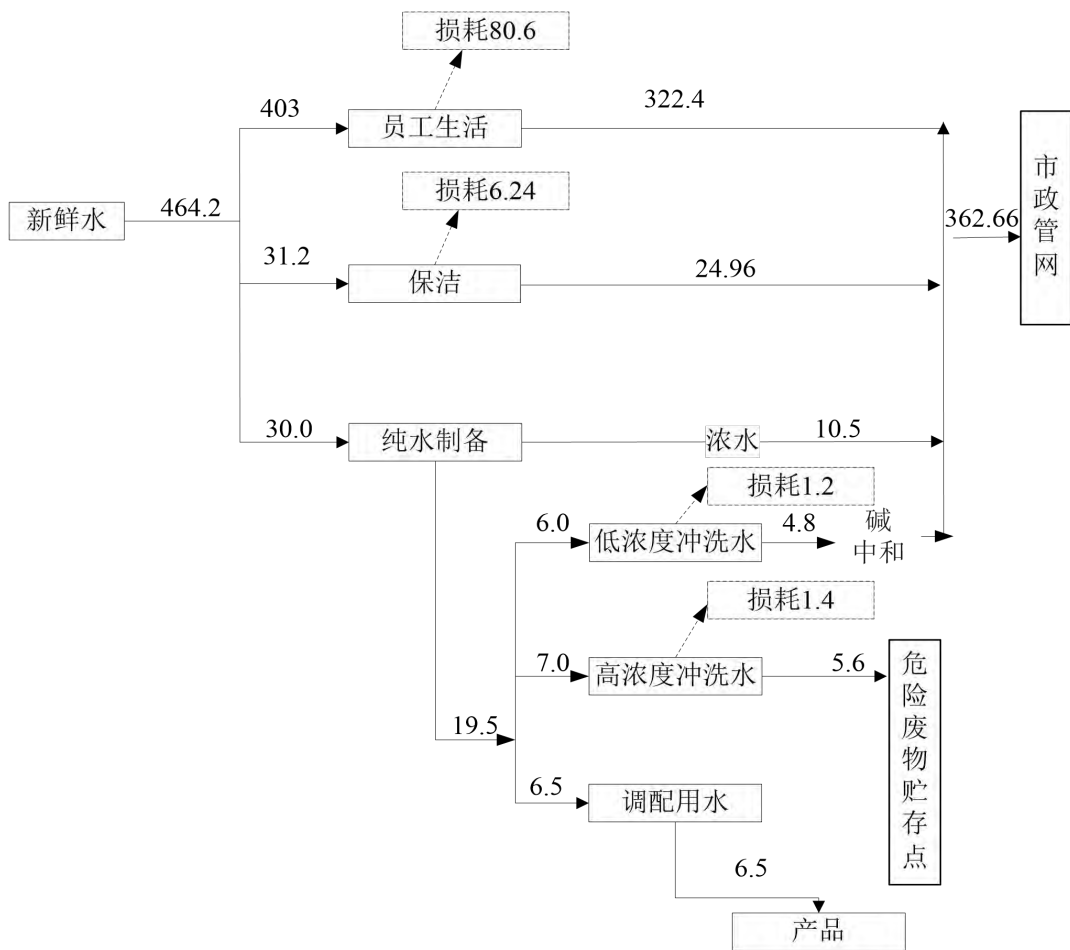 损耗80.6
403
员工生活
322.4
损耗6.24
新鲜水
464.2
31.2
保洁
24.96
362.66
市政管网
30.0
纯水制备
浓水
10.5
损耗1.2
6.0
低浓度冲洗水
4.8
碱
中和
损耗1.4
7.0
高浓度冲洗水
5.6
危险废物贮存点
19.5
6.5
调配用水
6.5
产品